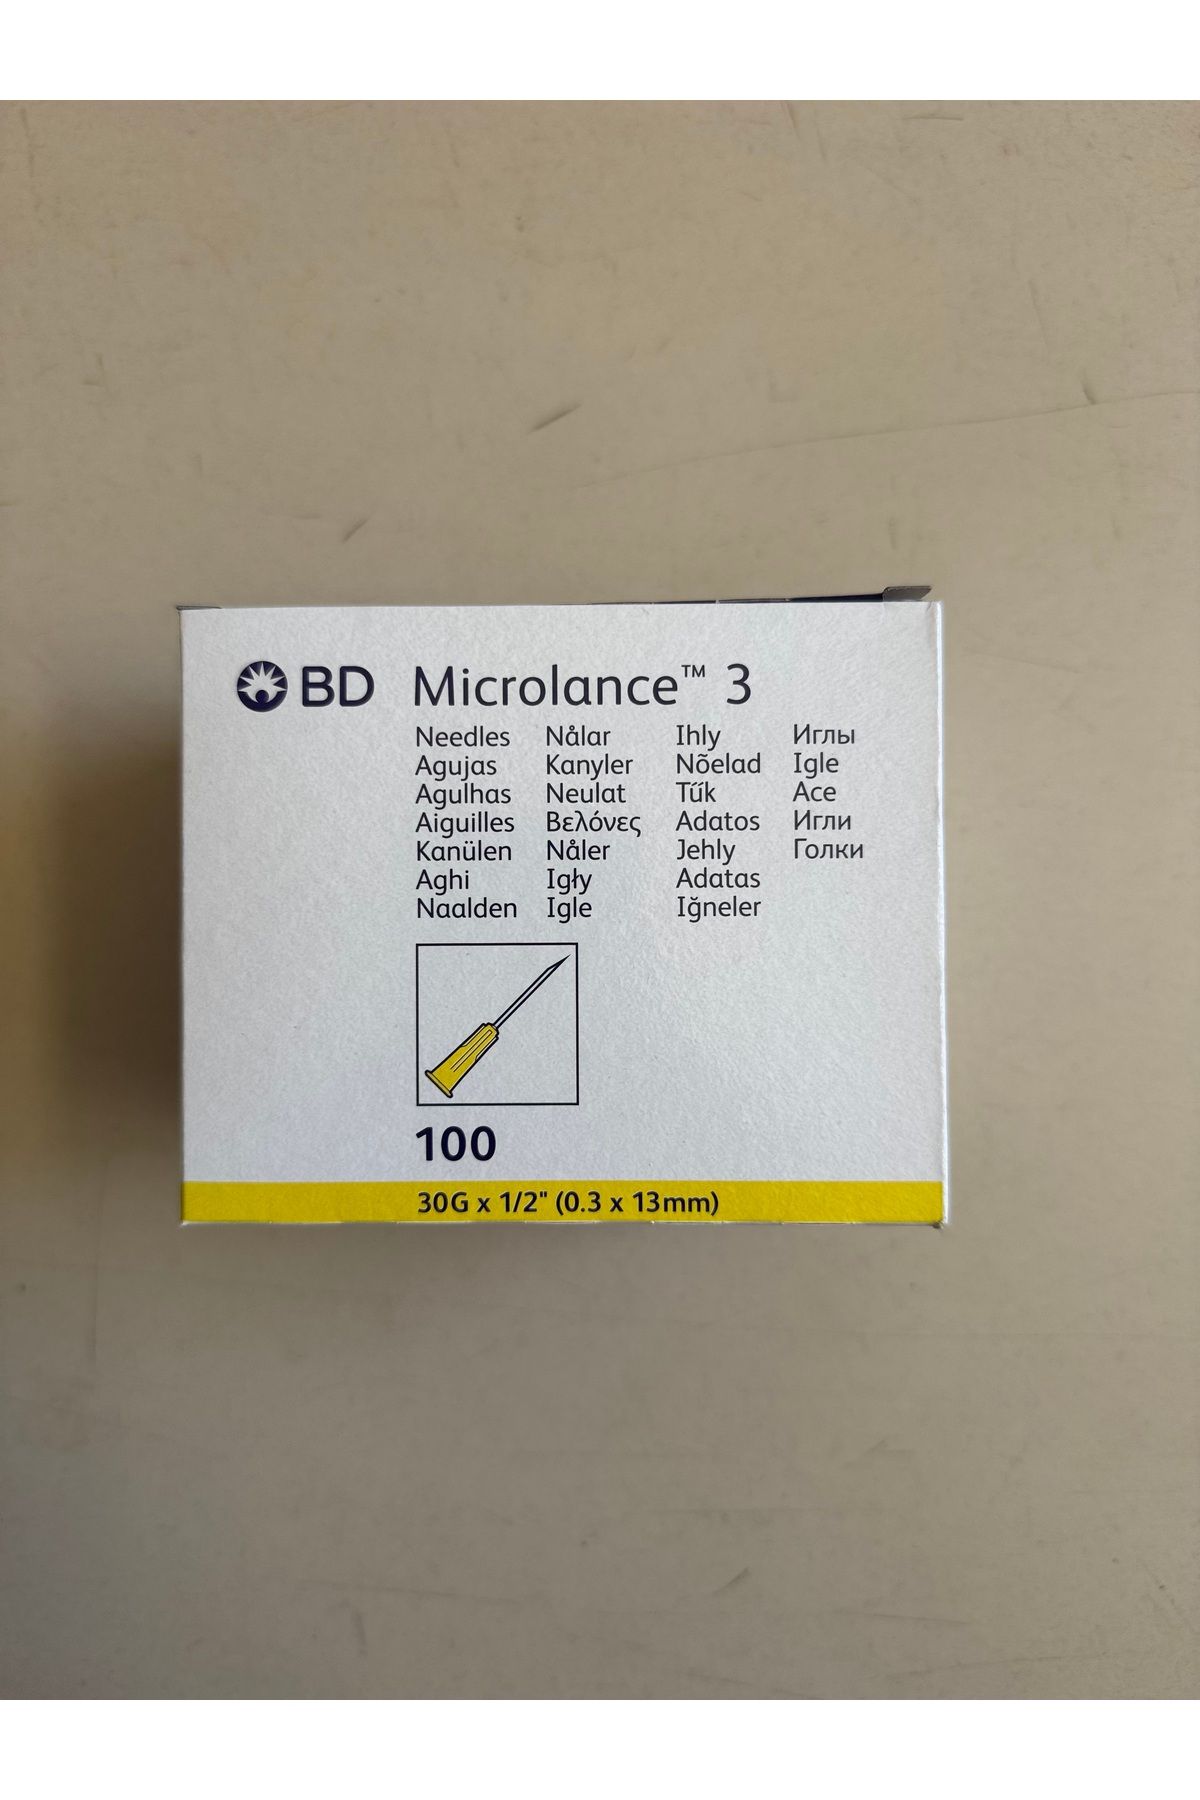 BD Microlance™ 3
Needles Nålar Ihly Иглы
Agujas Kanyler Nõelad Igle
Agulhas Neulat Tűk Ace
Aiguilles Βελόνες Adatos Игли
Kanülen Nåler Jehly Голки
Aghi Igły Adatas
Naalden Igle Iğneler
100
30G x 1/2" (0.3 x 13mm)